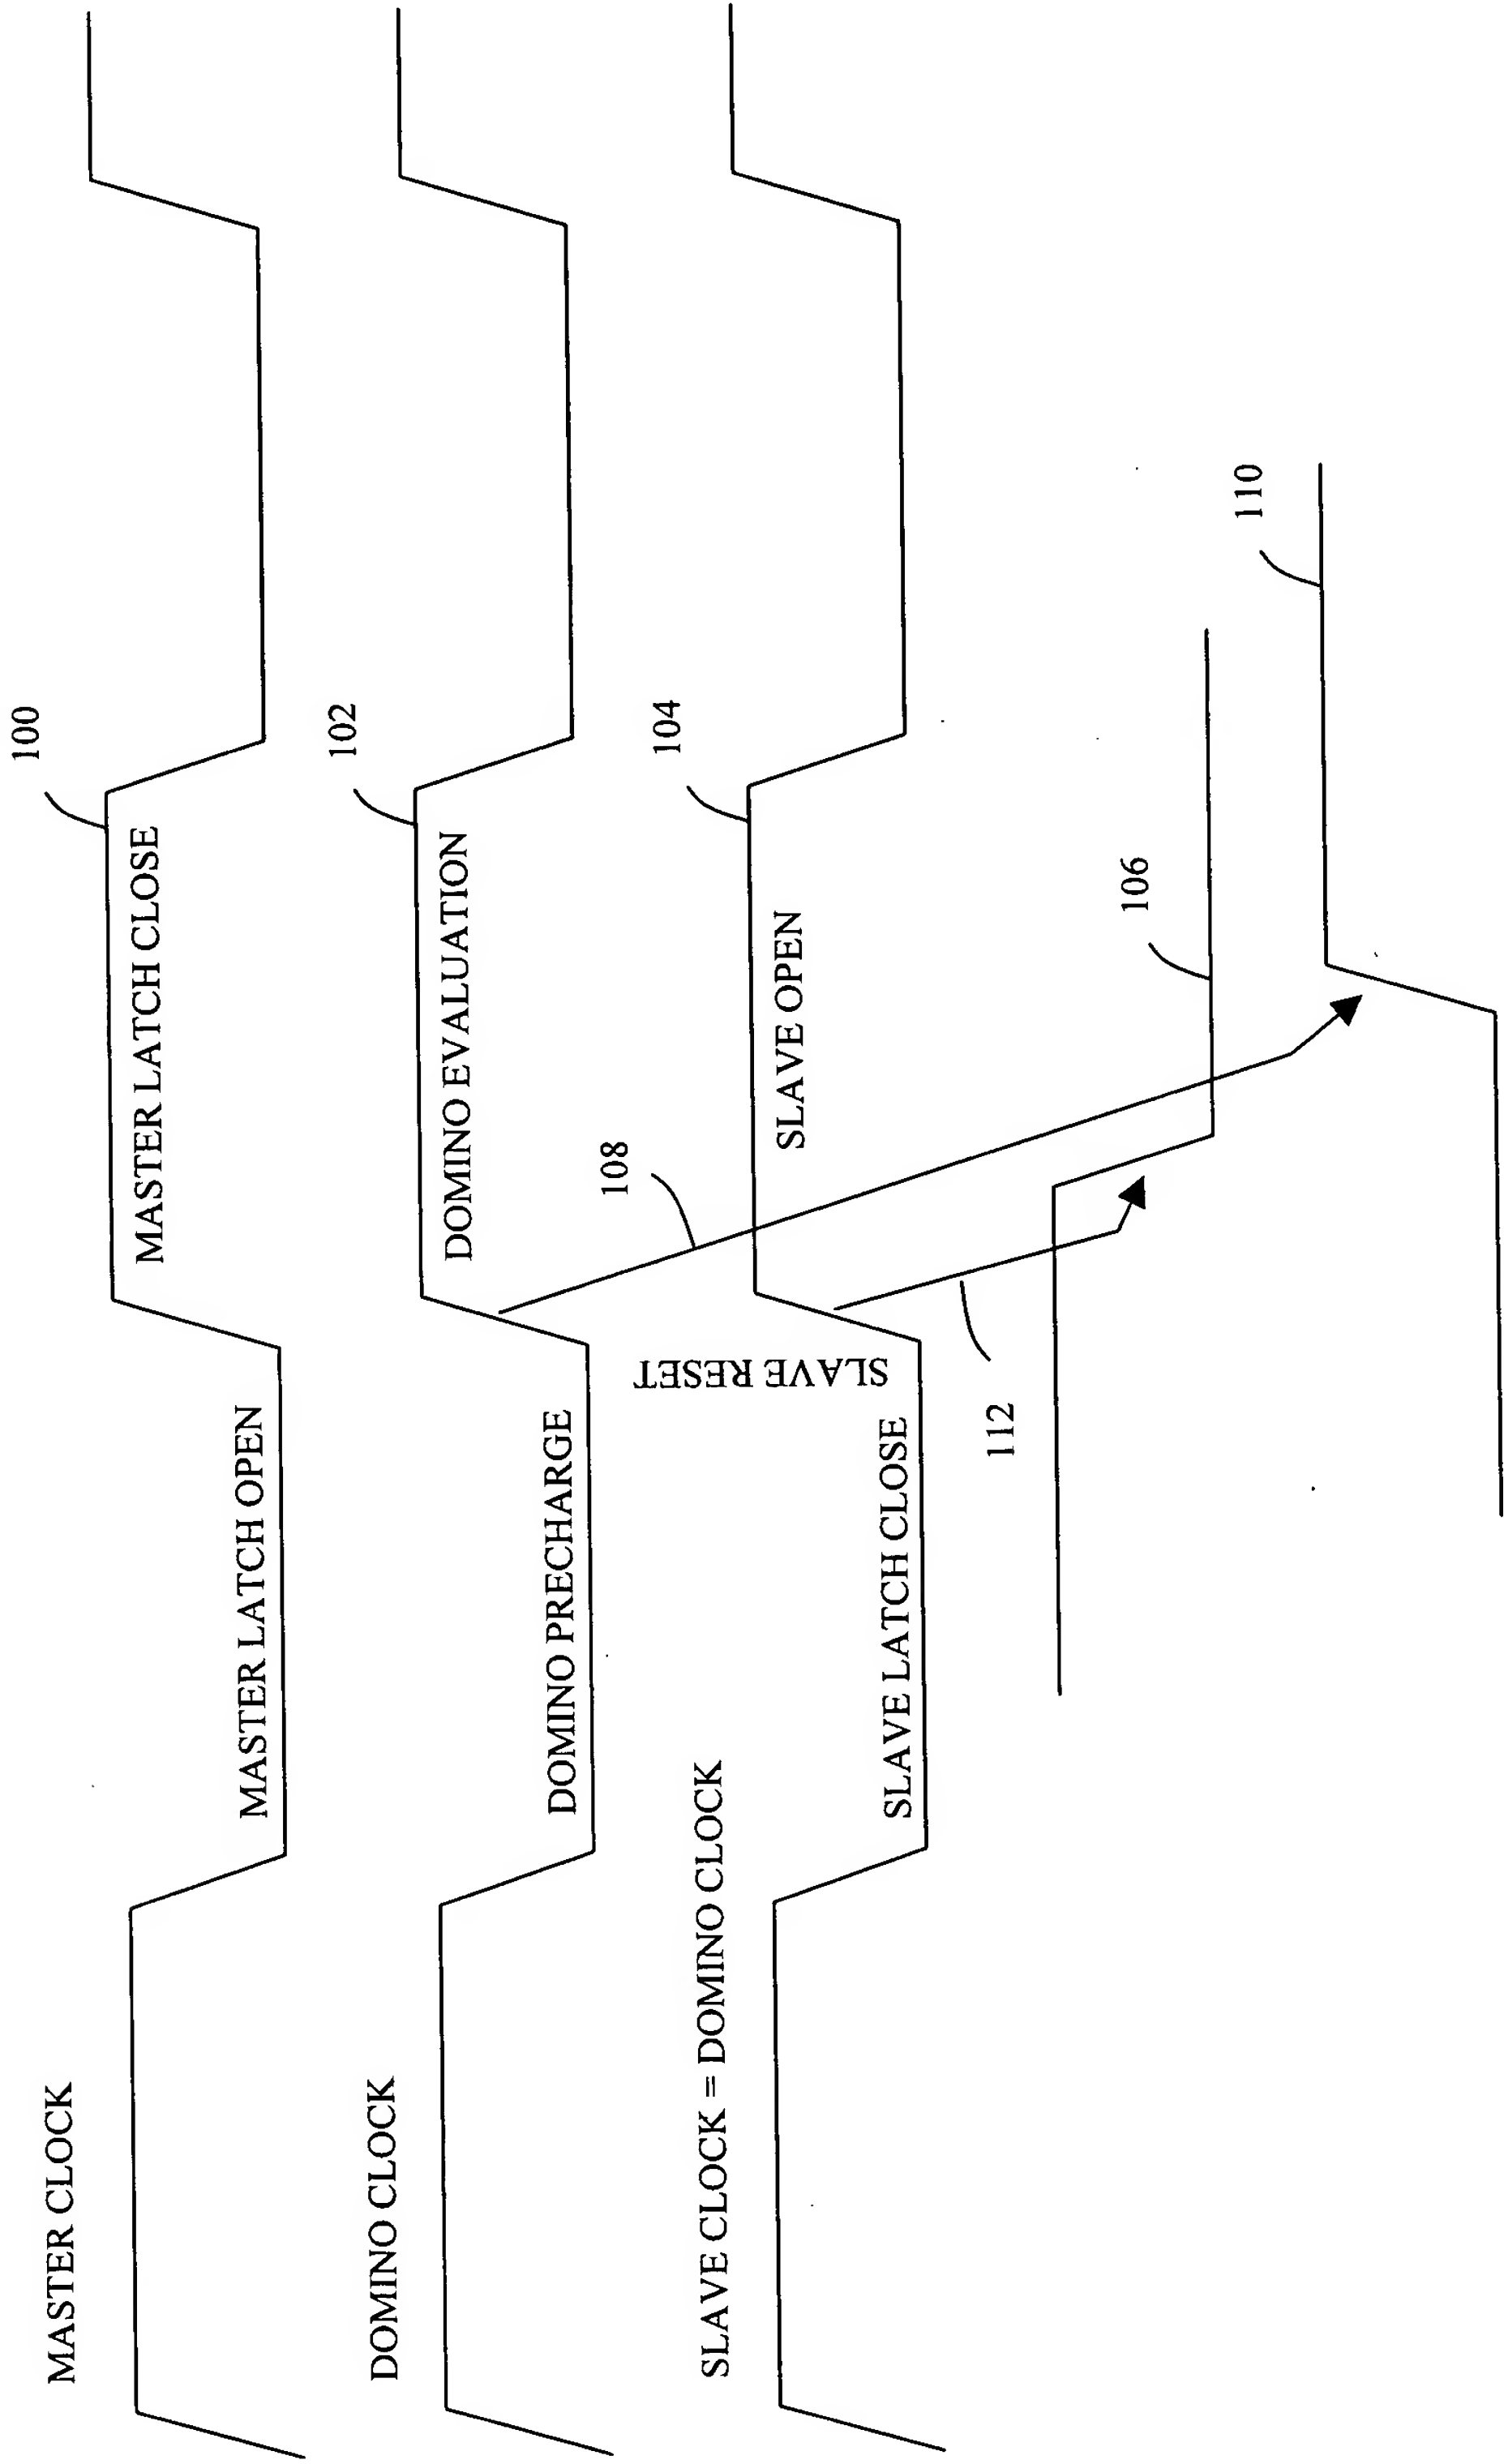 100
MASTER CLOCK
MASTER LATCH CLOSE
MASTER LATCH OPEN
102
DOMINO CLOCK
DOMINO EVALUATION
DOMINO PRECHARGE
108
104
SLAVE CLOCK = DOMINO CLOCK
SLAVE RESET
SLAVE OPEN
SLAVE LATCH CLOSE
112
106
110